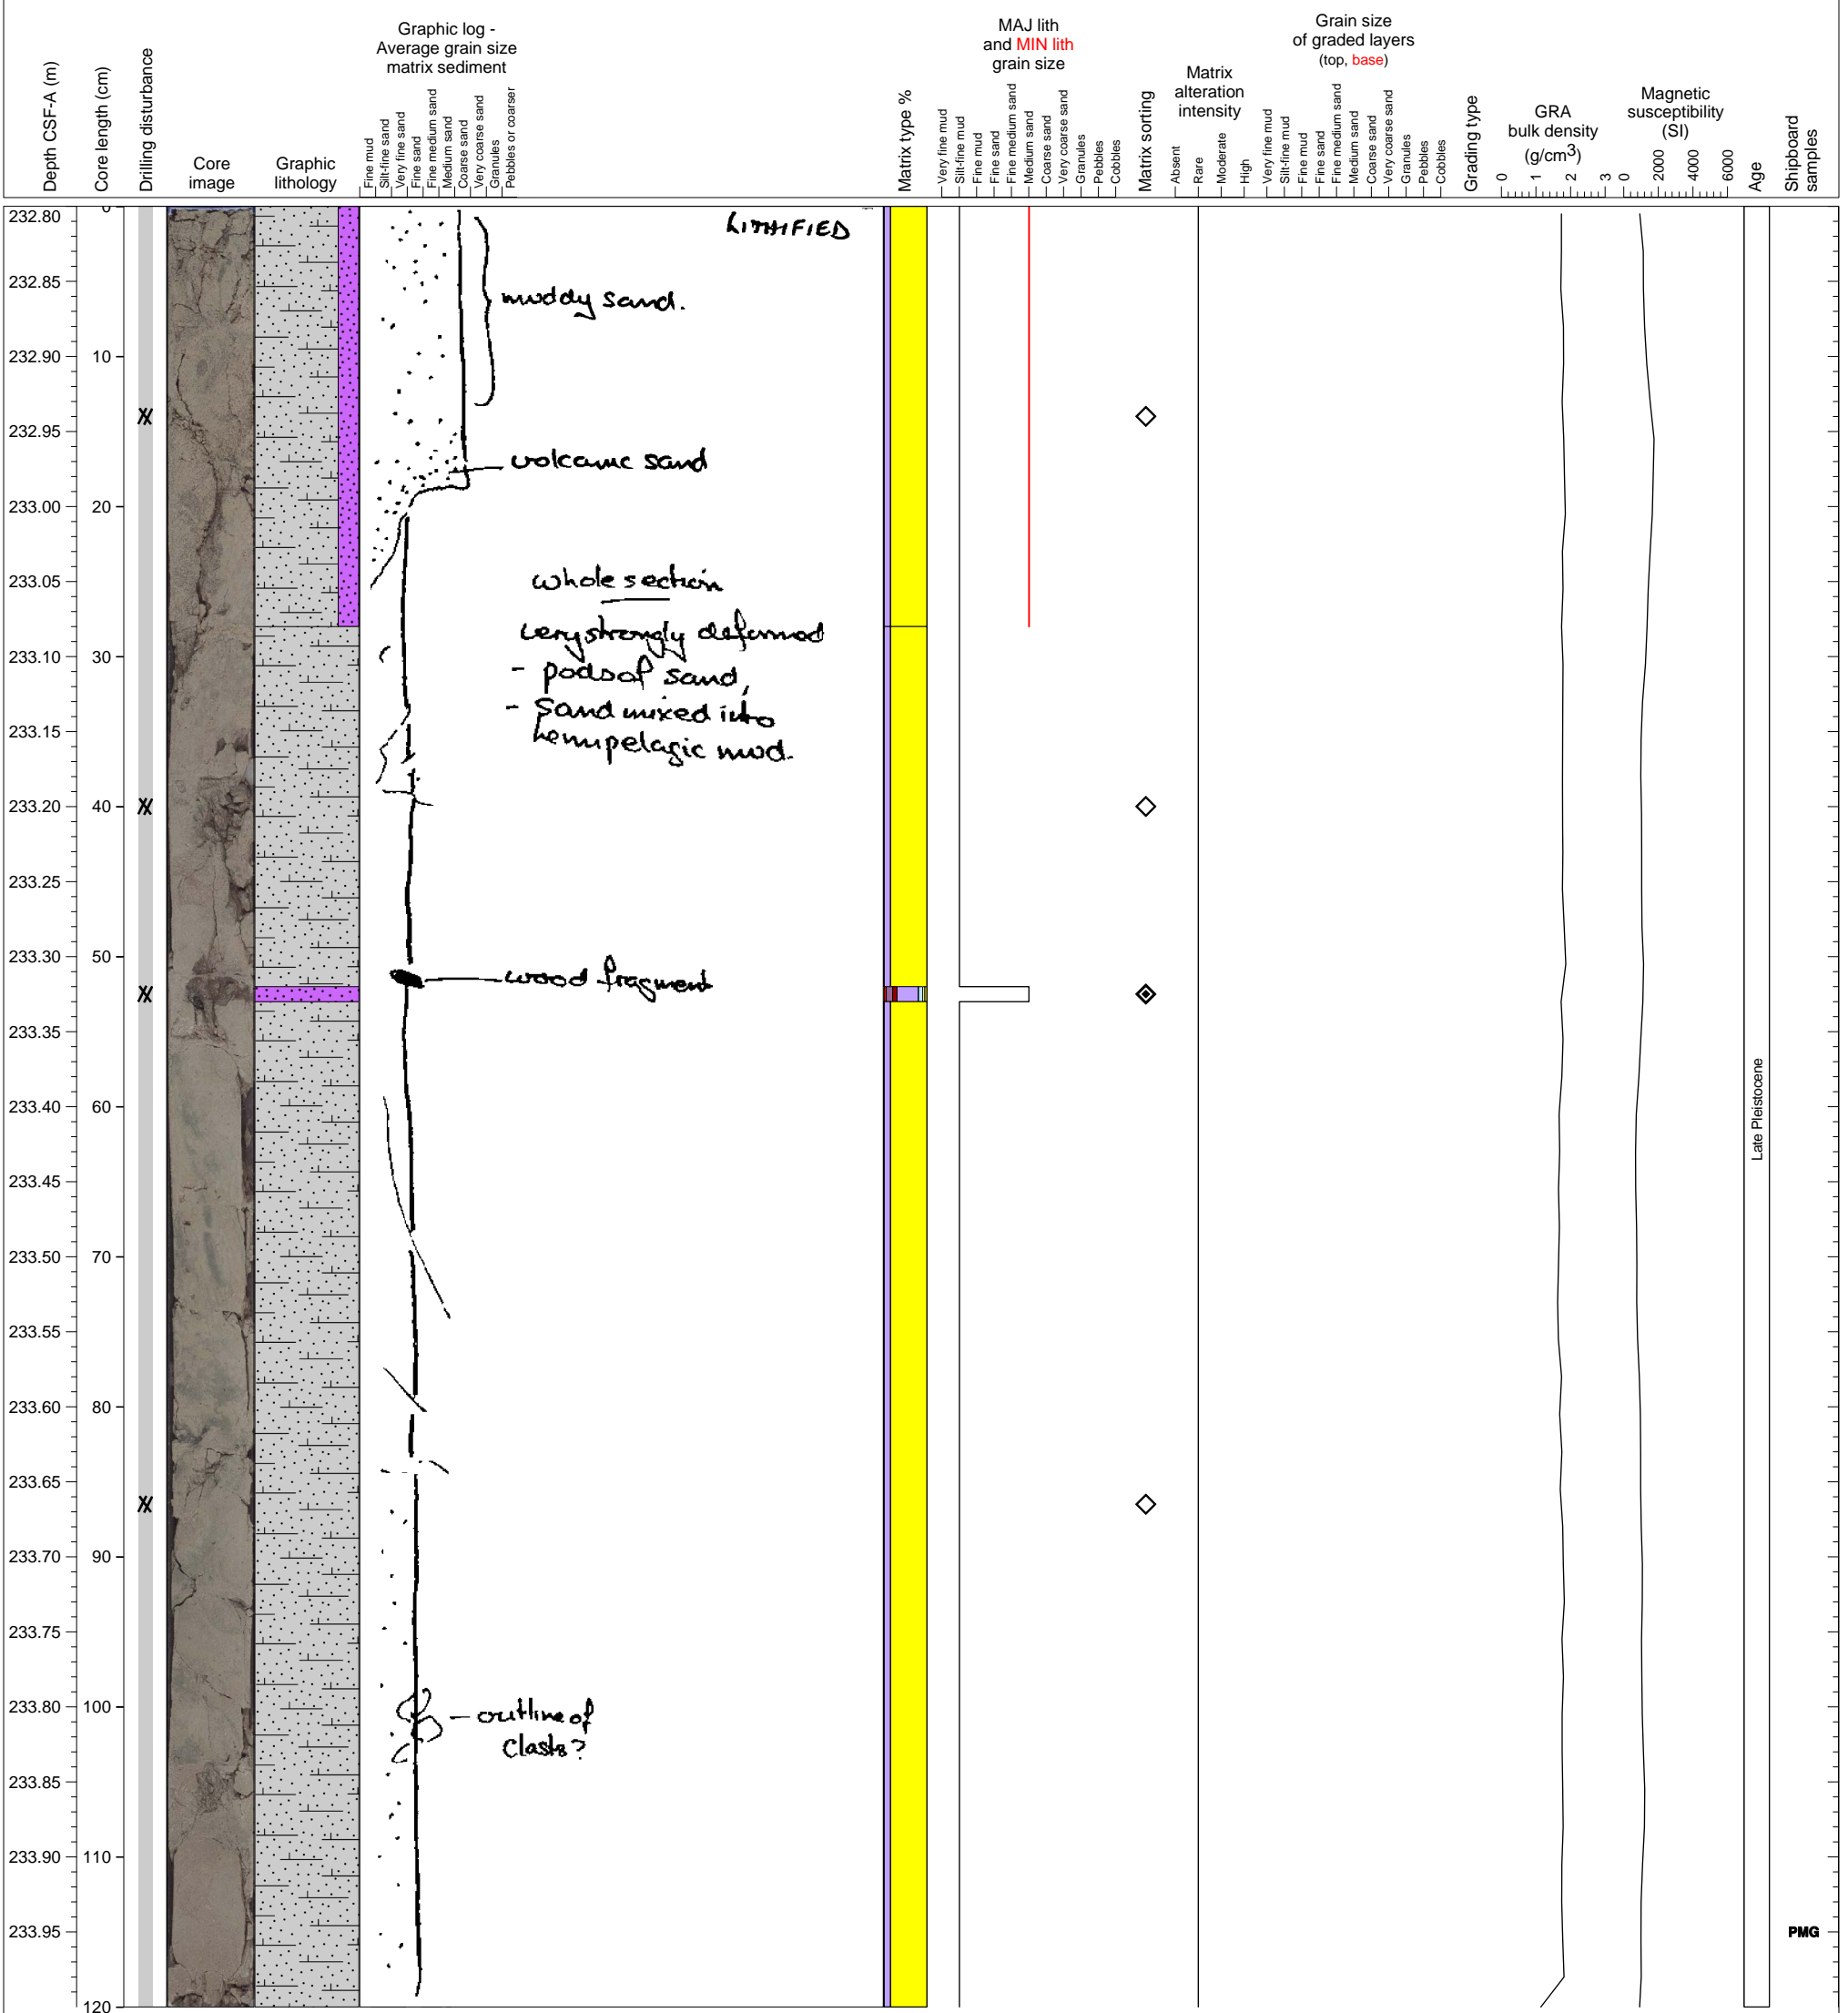 Depth CSF-A (m)
Core length (cm)
Drilling disturbance
Core
image
Graphic
lithology
Graphic log -
Average grain size
matrix sediment
Fine mud
Silt-fine sand
Very fine sand
Fine sand
Fine medium sand
Medium sand
Coarse sand
Very coarse sand
Granules
Pebbles or coarser
Matrix type %
MAJ lith
and MIN lith
grain size
Very fine mud
Silt-fine mud
Fine mud
Fine sand
Fine medium sand
Medium sand
Coarse sand
Very coarse sand
Granules
Pebbles
Cobbles
Matrix sorting
Matrix
alteration
intensity
Absent
Rare
Moderate
High
Grain size
of graded layers
(top, base)
Very fine mud
Silt-fine mud
Fine mud
Fine sand
Fine medium sand
Medium sand
Coarse sand
Very coarse sand
Granules
Pebbles
Cobbles
Grading type
GRA
bulk density
(g/cm3)
0 1 2 3
Magnetic
susceptibility
(SI)
0 2000 4000 6000
Age
Shipboard
samples
232.80 0
232.85
232.90 10
232.95
233.00 20
233.05
233.10 30
233.15
233.20 40
233.25
233.30 50
233.35
233.40 60
233.45
233.50 70
233.55
233.60 80
233.65
233.70 90
233.75
233.80 100
233.85
233.90 110
233.95
120
LITHIFIED
muddy sand.
volcanic sand
whole section
very strongly deformed
- pods of sand,
- Sand mixed into
hemipelagic mud.
wood fragment
- outline of
clasts?
Late Pleistocene
PMG